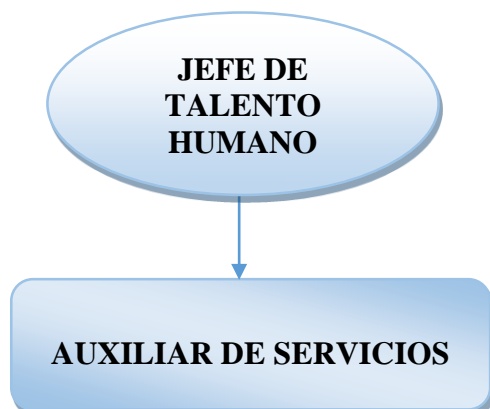 JEFE DE
TALENTO
HUMANO
AUXILIAR DE SERVICIOS